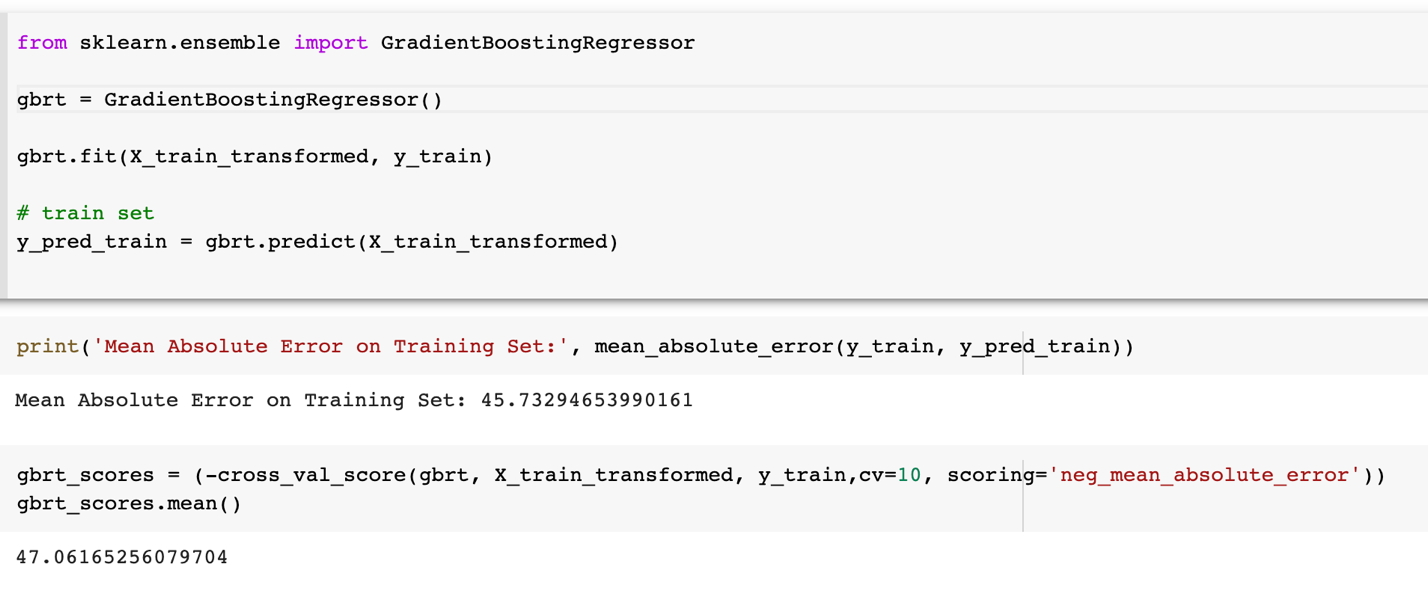 from sklearn.ensemble import GradientBoostingRegressor
gbrt = GradientBoostingRegressor()
gbrt.fit(X_train_transformed, y_train)
# train set
y_pred_train = gbrt.predict(X_train_transformed)
print('Mean Absolute Error on Training Set:', mean_absolute_error(y_train, y_pred_train))
Mean Absolute Error on Training Set: 45.73294653990161
gbrt_scores = (-cross_val_score(gbrt, X_train_transformed, y_train,cv=10, scoring='neg_mean_absolute_error'))
gbrt_scores.mean()
47.06165256079704